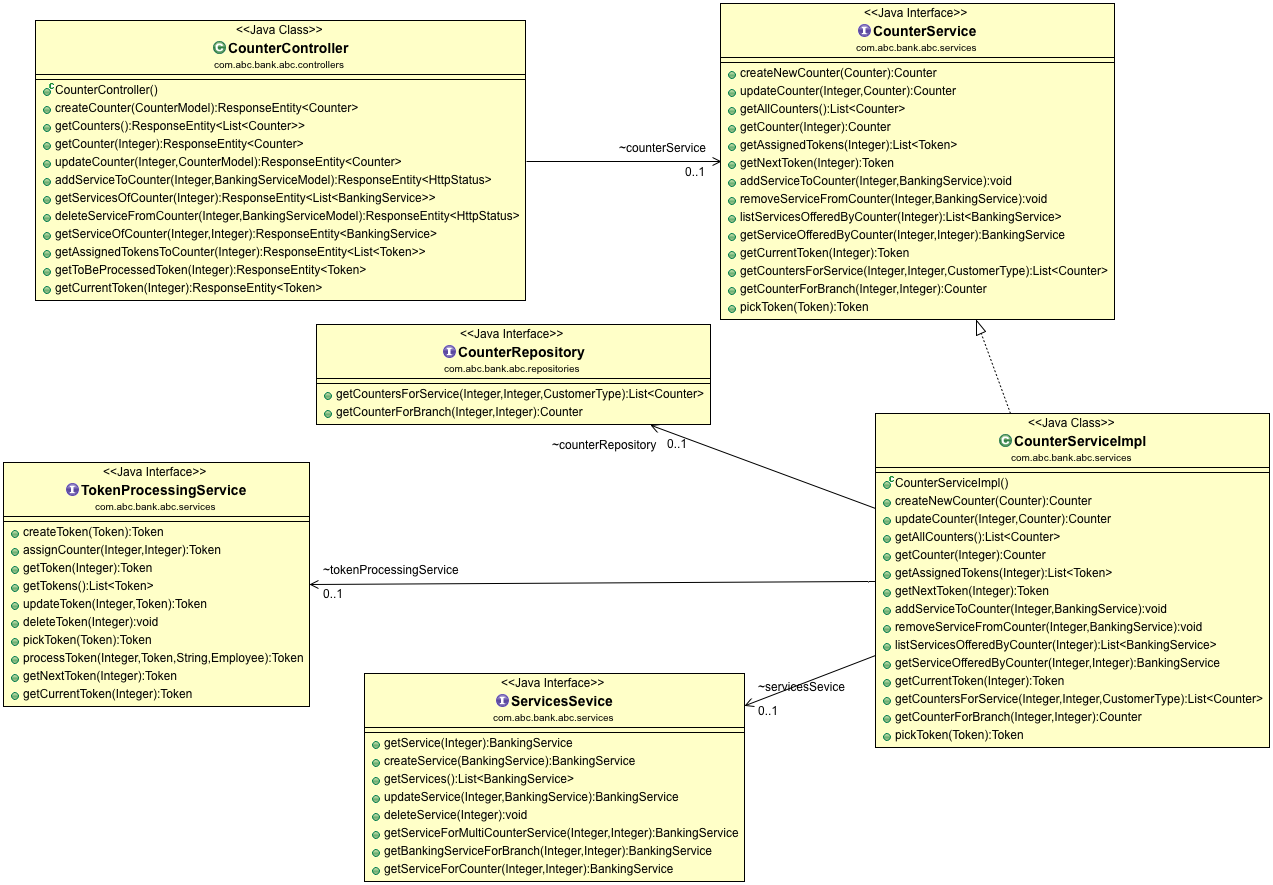 <<Java Class>>
CounterController
com.abc.bank.abc.controllers
CounterController()
createCounter(CounterModel):ResponseEntity<Counter>
getCounters():ResponseEntity<List<Counter>>
getCounter(Integer):ResponseEntity<Counter>
updateCounter(Integer,CounterModel):ResponseEntity<Counter>
addServiceToCounter(Integer,BankingServiceModel):ResponseEntity<HttpStatus>
getServicesOfCounter(Integer):ResponseEntity<List<BankingService>>
deleteServiceFromCounter(Integer,BankingServiceModel):ResponseEntity<HttpStatus>
getServiceOfCounter(Integer,Integer):ResponseEntity<BankingService>
getAssignedTokensToCounter(Integer):ResponseEntity<List<Token>>
getToBeProcessedToken(Integer):ResponseEntity<Token>
getCurrentToken(Integer):ResponseEntity<Token>
~counterService
0..1
<<Java Interface>>
CounterService
com.abc.bank.abc.services
createNewCounter(Counter):Counter
updateCounter(Integer,Counter):Counter
getAllCounters():List<Counter>
getCounter(Integer):Counter
getAssignedTokens(Integer):List<Token>
getNextToken(Integer):Token
addServiceToCounter(Integer,BankingService):void
removeServiceFromCounter(Integer,BankingService):void
listServicesOfferedByCounter(Integer):List<BankingService>
getServiceOfferedByCounter(Integer,Integer):BankingService
getCurrentToken(Integer):Token
getCountersForService(Integer,Integer,CustomerType):List<Counter>
getCounterForBranch(Integer,Integer):Counter
pickToken(Token):Token
<<Java Interface>>
CounterRepository
com.abc.bank.abc.repositories
getCountersForService(Integer,Integer,CustomerType):List<Counter>
getCounterForBranch(Integer,Integer):Counter
~counterRepository
0..1
<<Java Interface>>
TokenProcessingService
com.abc.bank.abc.services
createToken(Token):Token
assignCounter(Integer,Integer):Token
getToken(Integer):Token
getTokens():List<Token>
updateToken(Integer,Token):Token
deleteToken(Integer):void
pickToken(Token):Token
processToken(Integer,Token,String,Employee):Token
getNextToken(Integer):Token
getCurrentToken(Integer):Token
~tokenProcessingService
0..1
<<Java Class>>
CounterServiceImpl
com.abc.bank.abc.services
CounterServiceImpl()
createNewCounter(Counter):Counter
updateCounter(Integer,Counter):Counter
getAllCounters():List<Counter>
getCounter(Integer):Counter
getAssignedTokens(Integer):List<Token>
getNextToken(Integer):Token
addServiceToCounter(Integer,BankingService):void
removeServiceFromCounter(Integer,BankingService):void
listServicesOfferedByCounter(Integer):List<BankingService>
getServiceOfferedByCounter(Integer,Integer):BankingService
getCurrentToken(Integer):Token
getCountersForService(Integer,Integer,CustomerType):List<Counter>
getCounterForBranch(Integer,Integer):Counter
pickToken(Token):Token
<<Java Interface>>
ServicesSevice
com.abc.bank.abc.services
getService(Integer):BankingService
createService(BankingService):BankingService
getServices():List<BankingService>
updateService(Integer,BankingService):BankingService
deleteService(Integer):void
getServiceForMultiCounterService(Integer,Integer):BankingService
getBankingServiceForBranch(Integer,Integer):BankingService
getServiceForCounter(Integer,Integer):BankingService
~servicesSevice
0..1